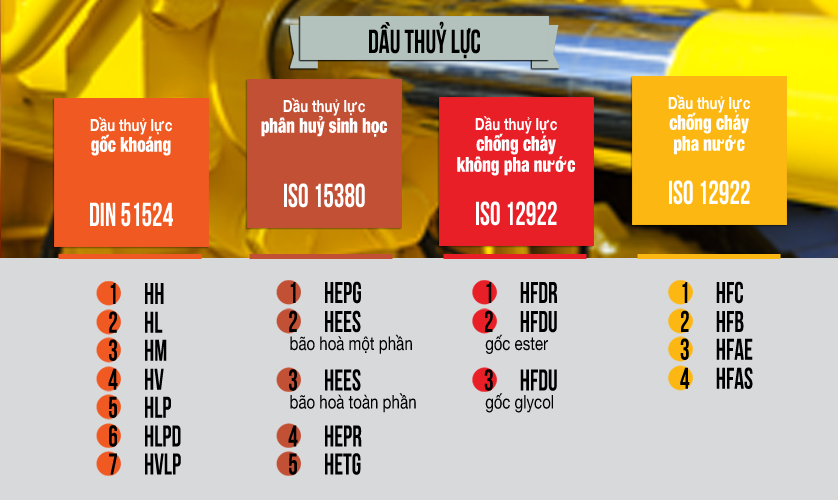 DẦU THUỶ LỰC
Dầu thuỷ lực
gốc khoáng
DIN 51524
Dầu thuỷ lực
phân huỷ sinh học
ISO 15380
Dầu thuỷ lực
chống cháy
không pha nước
ISO 12922
Dầu thuỷ lực
chống cháy
pha nước
ISO 12922
1 HH
2 HL
3 HM
4 HV
5 HLP
6 HLPD
7 HVLP
1 HEPG
2 HEES
bão hoà một phần
3 HEES
bão hoà toàn phần
4 HEPR
5 HETG
1 HFDR
2 HFDU
gốc ester
3 HFDU
gốc glycol
1 HFC
2 HFB
3 HFAE
4 HFAS